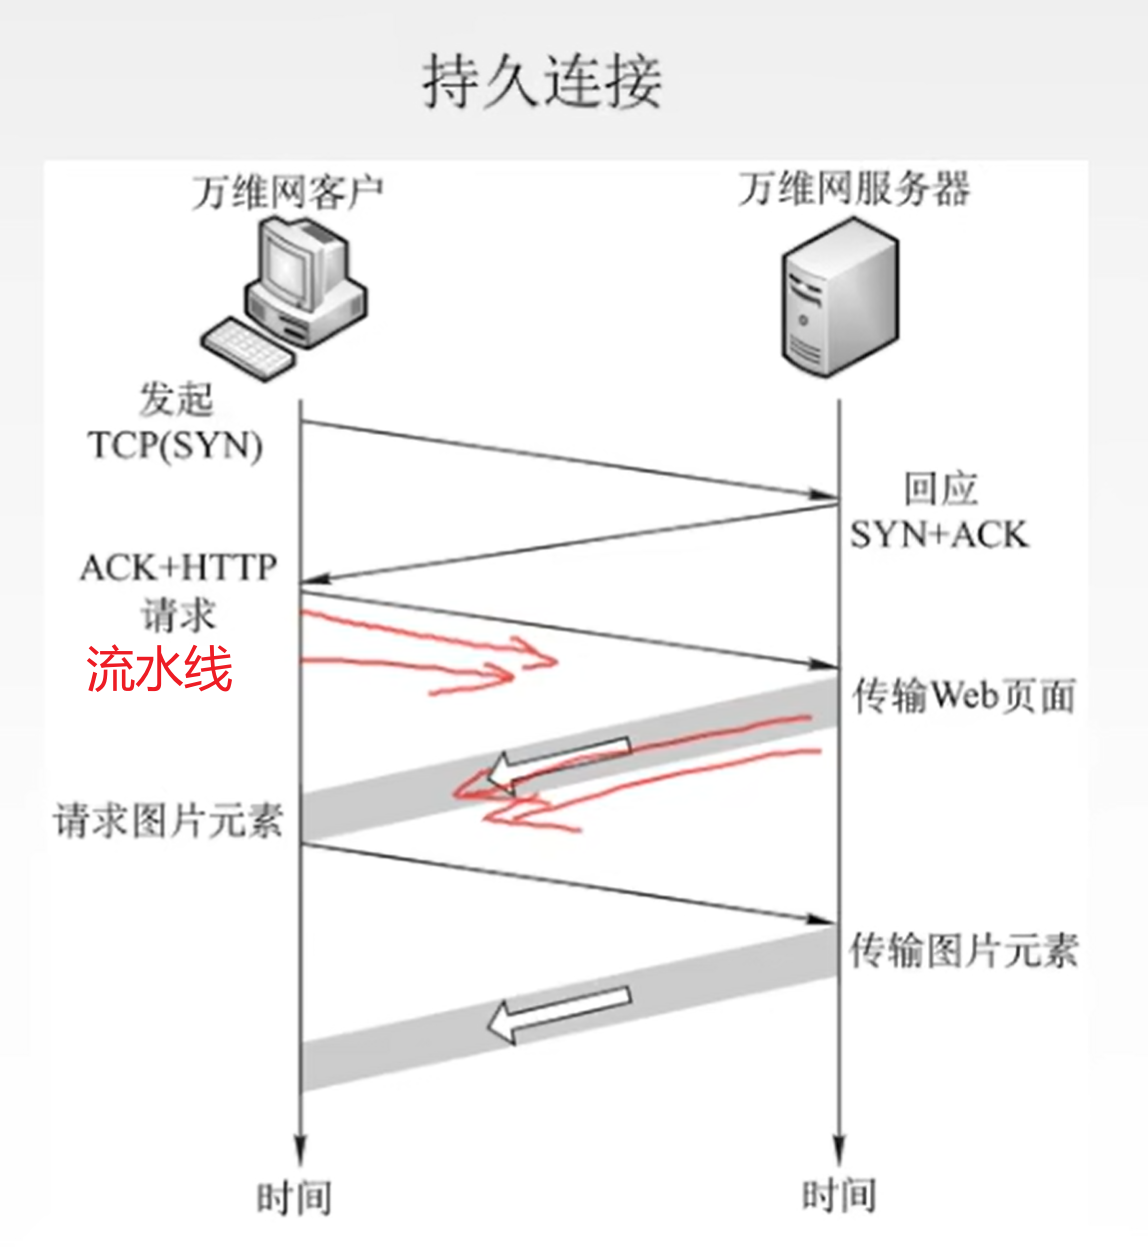 持久连接
万维网客户
万维网服务器
发起
TCP(SYN)
回应
SYN+ACK
ACK+HTTP
请求
流水线
传输Web页面
请求图片元素
传输图片元素
时间
时间